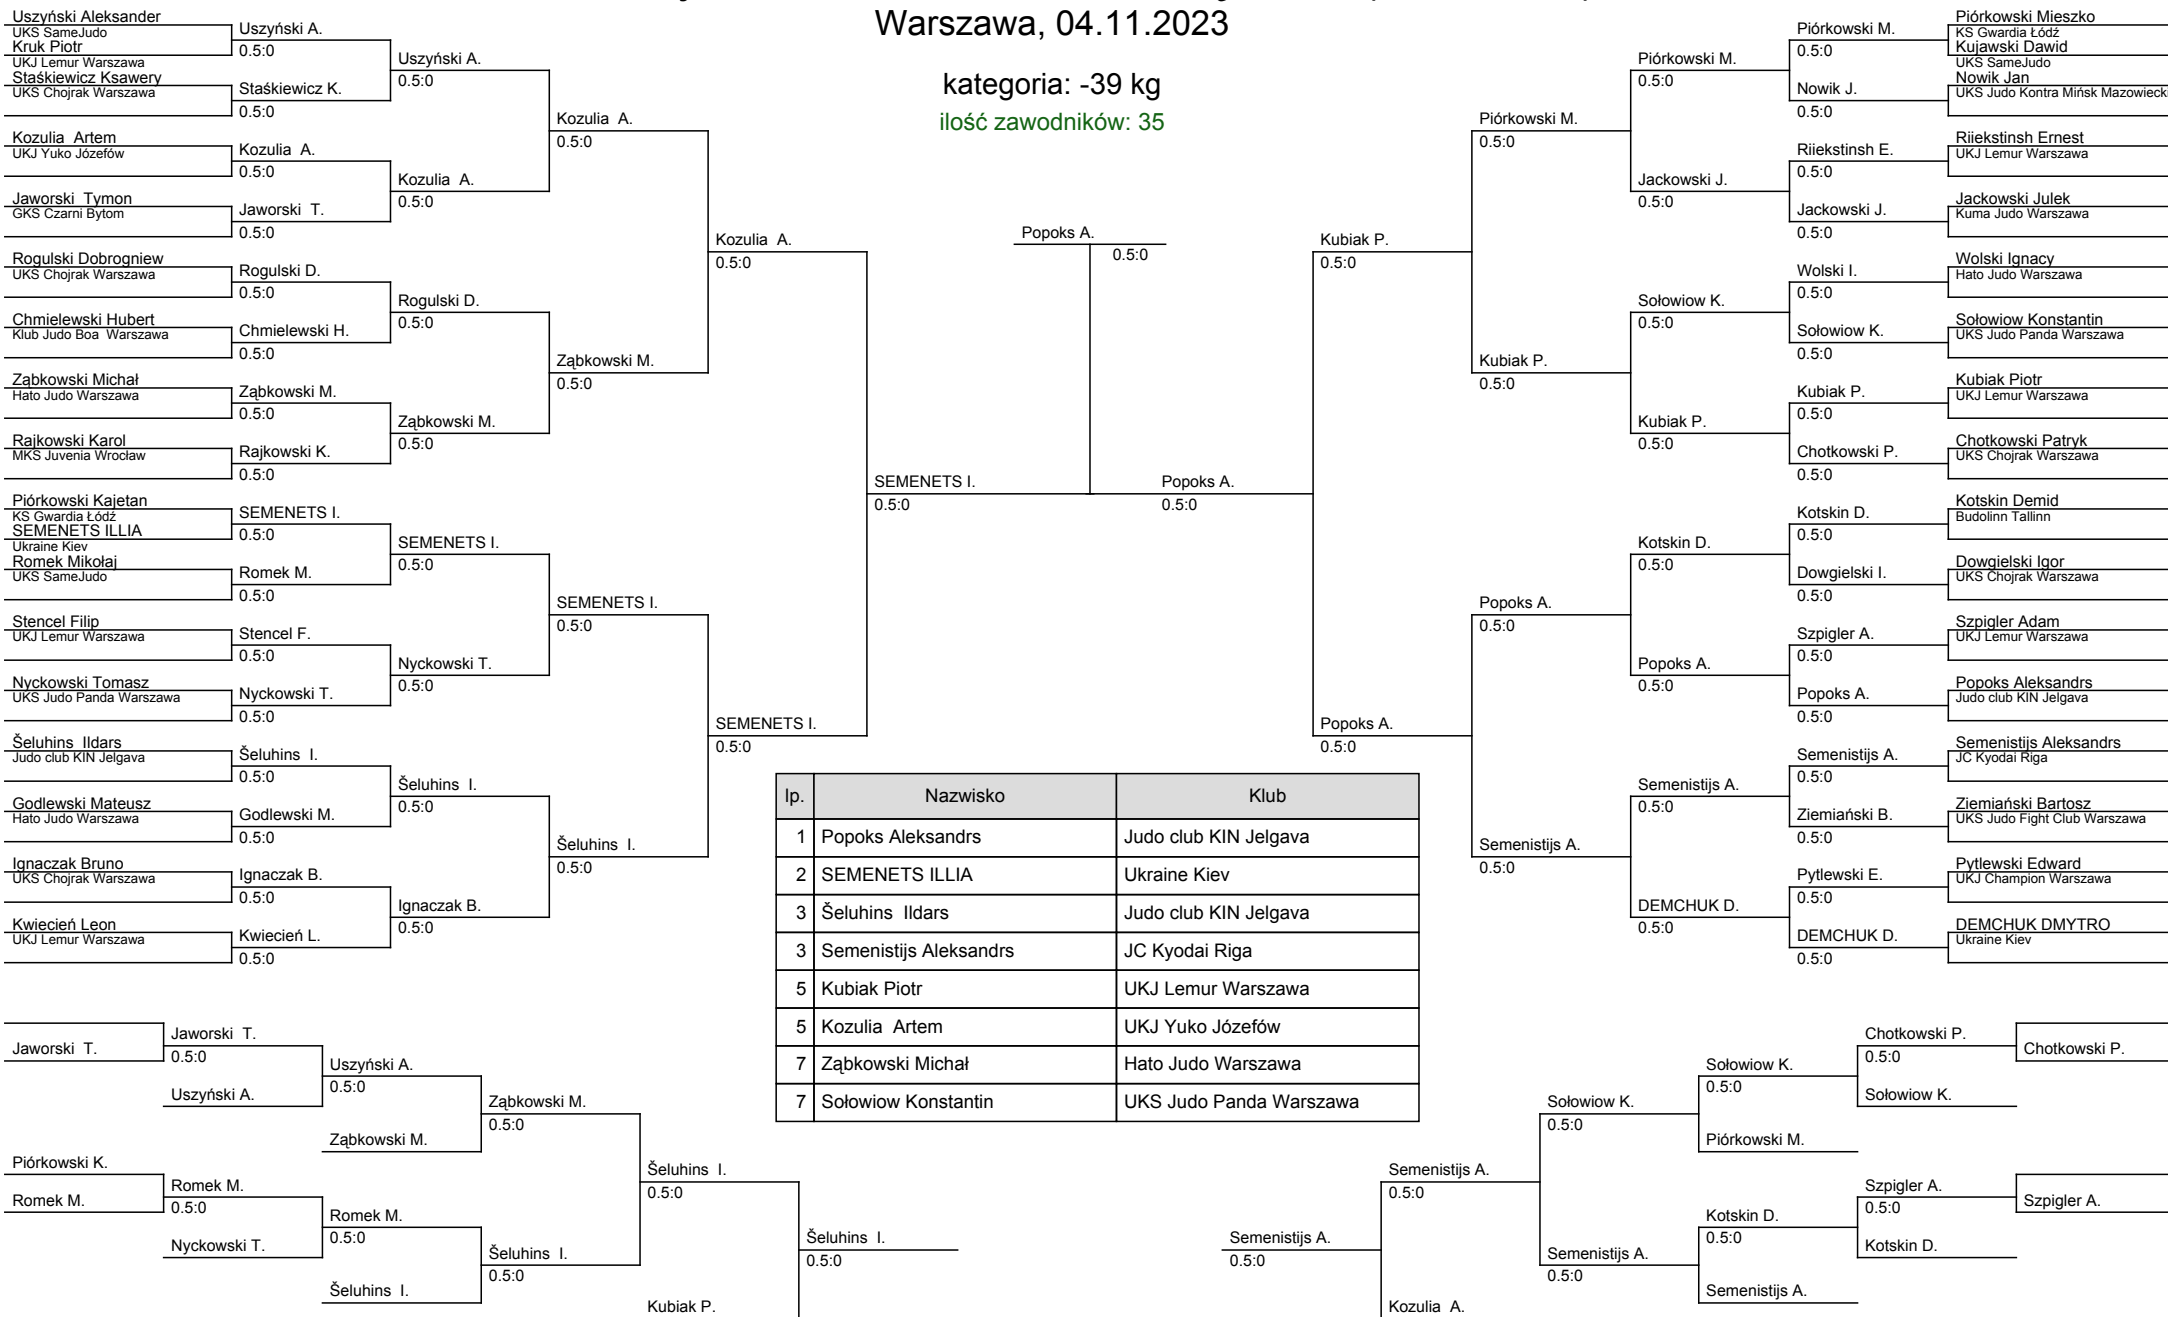 Warszawa, 04.11.2023
kategoria: -39 kg
ilość zawodników: 35
Uszyński Aleksander
UKS SameJudo
Kruk Piotr
UKJ Lemur Warszawa
Staśkiewicz Ksawery
UKS Chojrak Warszawa
Kozulia Artem
UKJ Yuko Józefów
Jaworski Tymon
GKS Czarni Bytom
Rogulski Dobrogniew
UKS Chojrak Warszawa
Chmielewski Hubert
Klub Judo Boa Warszawa
Ząbkowski Michał
Hato Judo Warszawa
Rajkowski Karol
MKS Juvenia Wrocław
Piórkowski Kajetan
KS Gwardia Łódź
SEMENETS ILLIA
Ukraine Kiev
Romek Mikołaj
UKS SameJudo
Stencel Filip
UKJ Lemur Warszawa
Nyckowski Tomasz
UKS Judo Panda Warszawa
Šeluhins Ildars
Judo club KIN Jelgava
Godlewski Mateusz
Hato Judo Warszawa
Ignaczak Bruno
UKS Chojrak Warszawa
Kwiecień Leon
UKJ Lemur Warszawa
Uszyński A.
0.5:0
Staśkiewicz K.
0.5:0
Kozulia A.
0.5:0
Jaworski T.
0.5:0
Rogulski D.
0.5:0
Chmielewski H.
0.5:0
Ząbkowski M.
0.5:0
Rajkowski K.
0.5:0
SEMENETS I.
0.5:0
Romek M.
0.5:0
Stencel F.
0.5:0
Nyckowski T.
0.5:0
Šeluhins I.
0.5:0
Godlewski M.
0.5:0
Ignaczak B.
0.5:0
Kwiecień L.
0.5:0
Uszyński A.
0.5:0
Kozulia A.
0.5:0
Rogulski D.
0.5:0
Ząbkowski M.
0.5:0
SEMENETS I.
0.5:0
Nyckowski T.
0.5:0
Šeluhins I.
0.5:0
Ignaczak B.
0.5:0
Kozulia A.
0.5:0
Ząbkowski M.
0.5:0
SEMENETS I.
0.5:0
Šeluhins I.
0.5:0
Kozulia A.
0.5:0
SEMENETS I.
0.5:0
SEMENETS I.
0.5:0
Popoks A.
0.5:0
Popoks A.
0.5:0
Kubiak P.
0.5:0
Popoks A.
0.5:0
Piórkowski M.
0.5:0
Kubiak P.
0.5:0
Popoks A.
0.5:0
Semenistijs A.
0.5:0
Piórkowski M.
0.5:0
Jackowski J.
0.5:0
Sołowiow K.
0.5:0
Kubiak P.
0.5:0
Kotskin D.
0.5:0
Popoks A.
0.5:0
Semenistijs A.
0.5:0
DEMCHUK D.
0.5:0
Piórkowski M.
0.5:0
Nowik J.
0.5:0
Riiekstinsh E.
0.5:0
Jackowski J.
0.5:0
Wolski I.
0.5:0
Sołowiow K.
0.5:0
Kubiak P.
0.5:0
Chotkowski P.
0.5:0
Kotskin D.
0.5:0
Dowgielski I.
0.5:0
Szpigler A.
0.5:0
Popoks A.
0.5:0
Semenistijs A.
0.5:0
Ziemiański B.
0.5:0
Pytlewski E.
0.5:0
DEMCHUK D.
0.5:0
Piórkowski Mieszko
KS Gwardia Łódź
Kujawski Dawid
UKS SameJudo
Nowik Jan
UKS Judo Kontra Mińsk Mazowiecki
Riiekstinsh Ernest
UKJ Lemur Warszawa
Jackowski Julek
Kuma Judo Warszawa
Wolski Ignacy
Hato Judo Warszawa
Sołowiow Konstantin
UKS Judo Panda Warszawa
Kubiak Piotr
UKJ Lemur Warszawa
Chotkowski Patryk
UKS Chojrak Warszawa
Kotskin Demid
Budolinn Tallinn
Dowgielski Igor
UKS Chojrak Warszawa
Szpigler Adam
UKJ Lemur Warszawa
Popoks Aleksandrs
Judo club KIN Jelgava
Semenistijs Aleksandrs
JC Kyodai Riga
Ziemiański Bartosz
UKS Judo Fight Club Warszawa
Pytlewski Edward
UKJ Champion Warszawa
DEMCHUK DMYTRO
Ukraine Kiev
lp. Nazwisko Klub
1 Popoks Aleksandrs Judo club KIN Jelgava
2 SEMENETS ILLIA Ukraine Kiev
3 Šeluhins Ildars Judo club KIN Jelgava
3 Semenistijs Aleksandrs JC Kyodai Riga
5 Kubiak Piotr UKJ Lemur Warszawa
5 Kozulia Artem UKJ Yuko Józefów
7 Ząbkowski Michał Hato Judo Warszawa
7 Sołowiow Konstantin UKS Judo Panda Warszawa
Jaworski T.
Piórkowski K.
Romek M.
Jaworski T.
0.5:0
Uszyński A.
Romek M.
0.5:0
Nyckowski T.
Uszyński A.
0.5:0
Ząbkowski M.
Romek M.
0.5:0
Šeluhins I.
Ząbkowski M.
0.5:0
Šeluhins I.
0.5:0
Šeluhins I.
0.5:0
Kubiak P.
Šeluhins I.
0.5:0
Semenistijs A.
0.5:0
Semenistijs A.
0.5:0
Kozulia A.
Sołowiow K.
0.5:0
Semenistijs A.
0.5:0
Sołowiow K.
0.5:0
Piórkowski M.
Kotskin D.
0.5:0
Semenistijs A.
Chotkowski P.
0.5:0
Sołowiow K.
Szpigler A.
0.5:0
Kotskin D.
Chotkowski P.
Szpigler A.